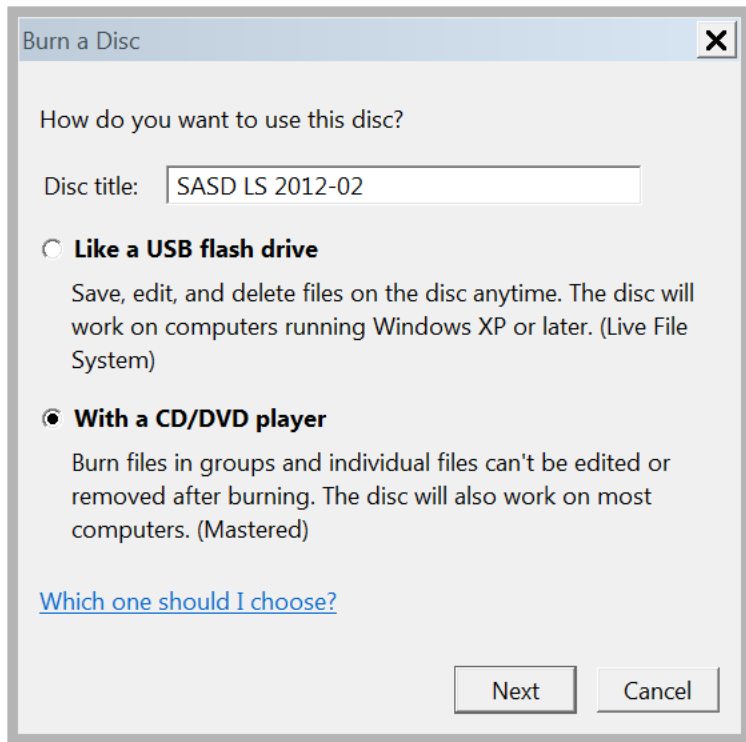 Burn a Disc
How do you want to use this disc?
Disc title: SASD LS 2012-02
Like a USB flash drive
Save, edit, and delete files on the disc anytime. The disc will
work on computers running Windows XP or later. (Live File
System)
With a CD/DVD player
Burn files in groups and individual files can't be edited or
removed after burning. The disc will also work on most
computers. (Mastered)
Which one should I choose?
Next Cancel